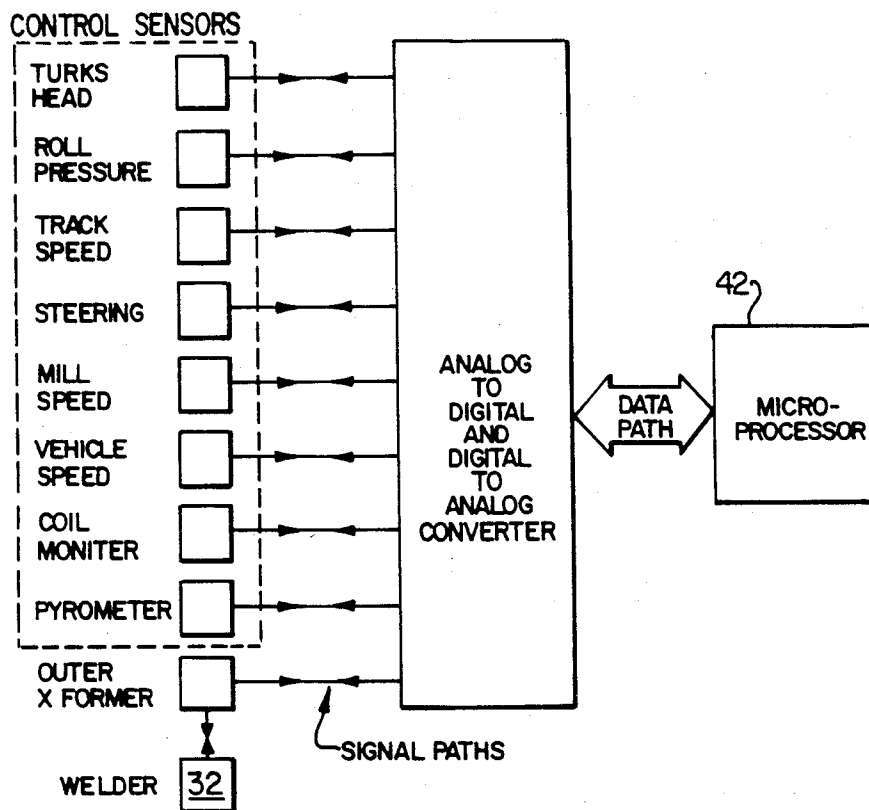 CONTROL SENSORS
TURKS
HEAD
ROLL
PRESSURE
TRACK
SPEED
STEERING
MILL
SPEED
VEHICLE
SPEED
COIL
MONITER
PYROMETER
OUTER
X FORMER
WELDER
32
SIGNAL PATHS
ANALOG
TO
DIGITAL
AND
DIGITAL
TO
ANALOG
CONVERTER
DATA
PATH
42
MICRO-
PROCESSOR